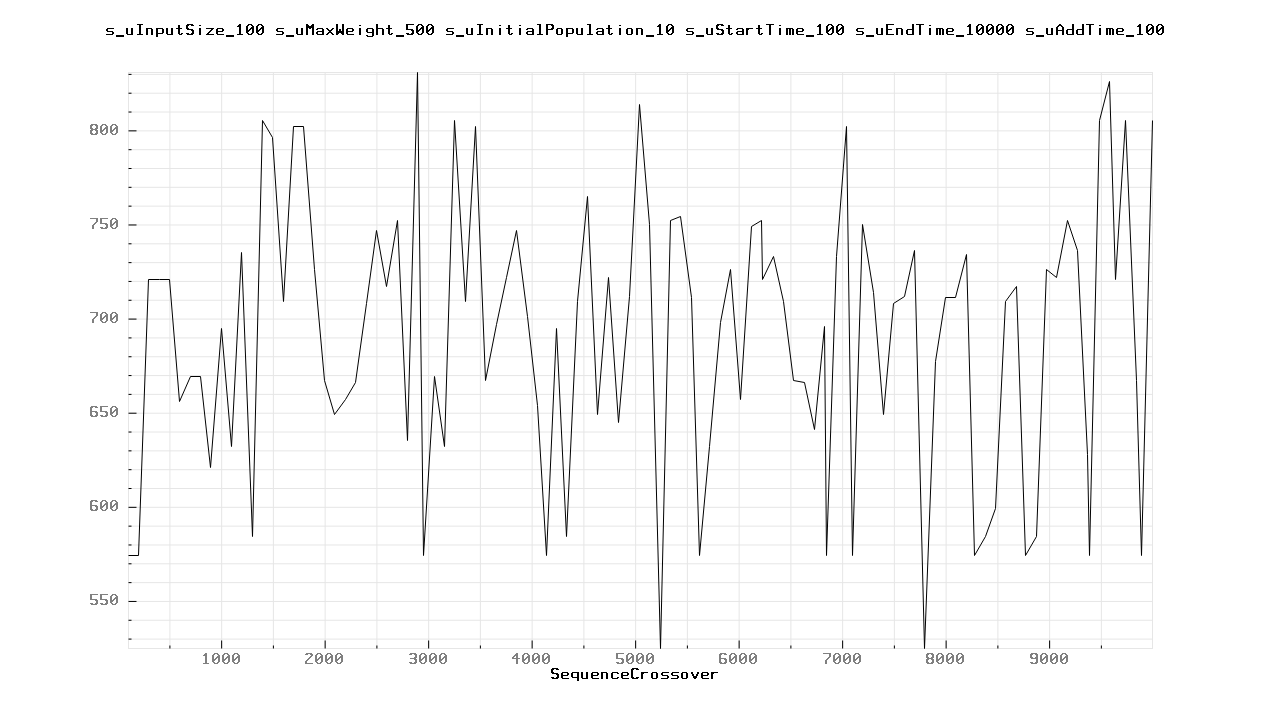 s_uInputSize_100 s_uMaxWeight_500 s_uInitialPopulation_10 s_uStartTime_100 s_uEndTime_10000 s_uAddTime_100
800
750
700
650
600
550
1000 2000 3000 4000 5000 6000 7000 8000 9000
SequenceCrossover